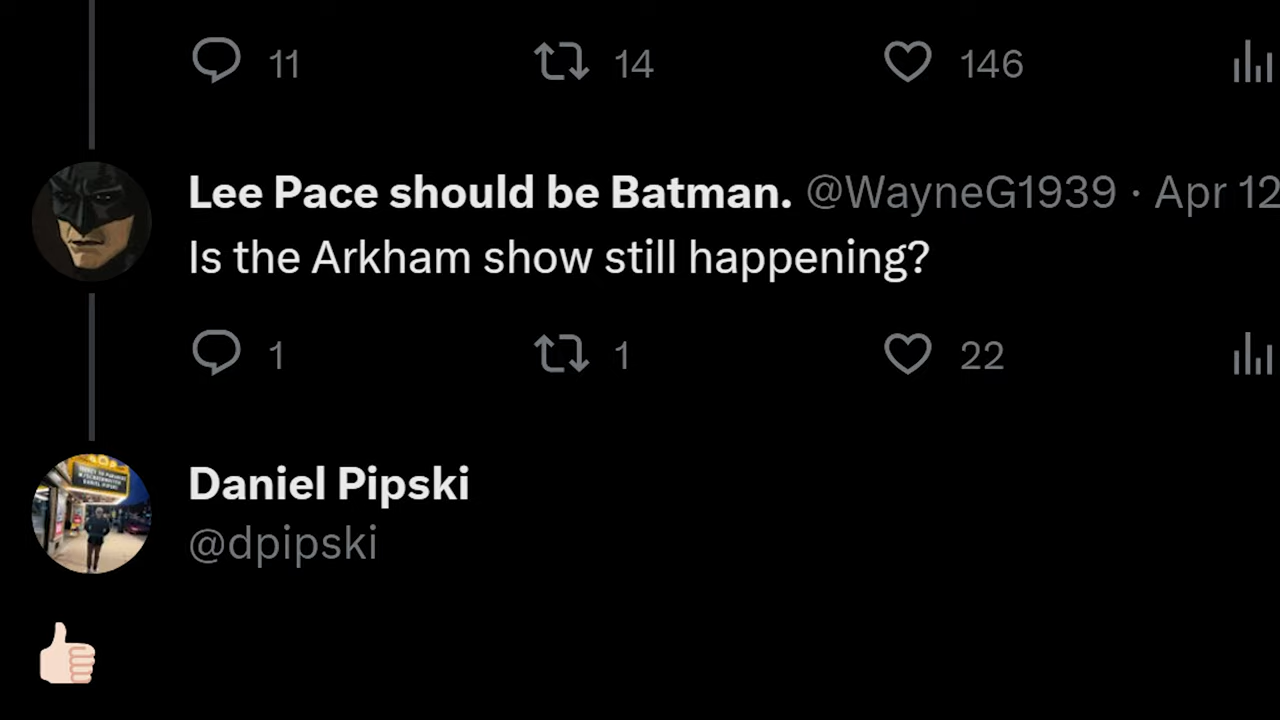 11 14 146
Lee Pace should be Batman. @WayneG1939 · Apr 12
Is the Arkham show still happening?
1 1 22
Daniel Pipski
@dpipski